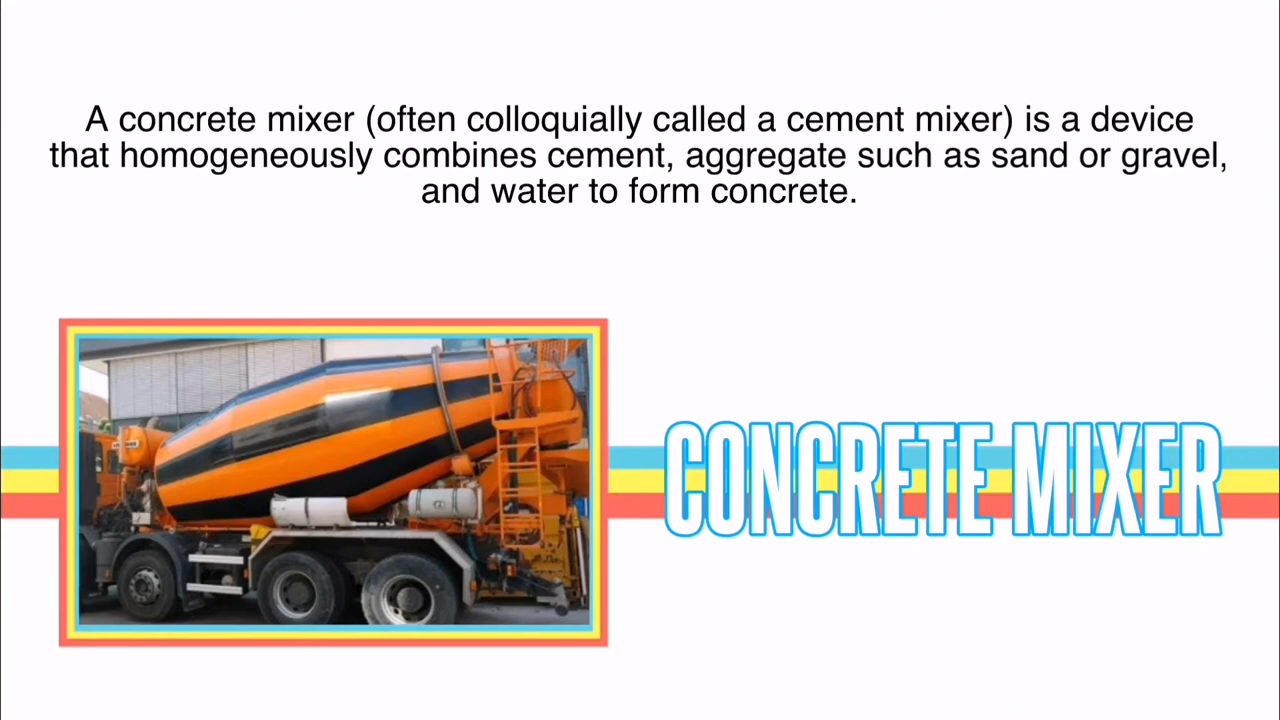 A concrete mixer (often colloquially called a cement mixer) is a device
that homogeneously combines cement, aggregate such as sand or gravel,
and water to form concrete.
CONCRETE MIXER